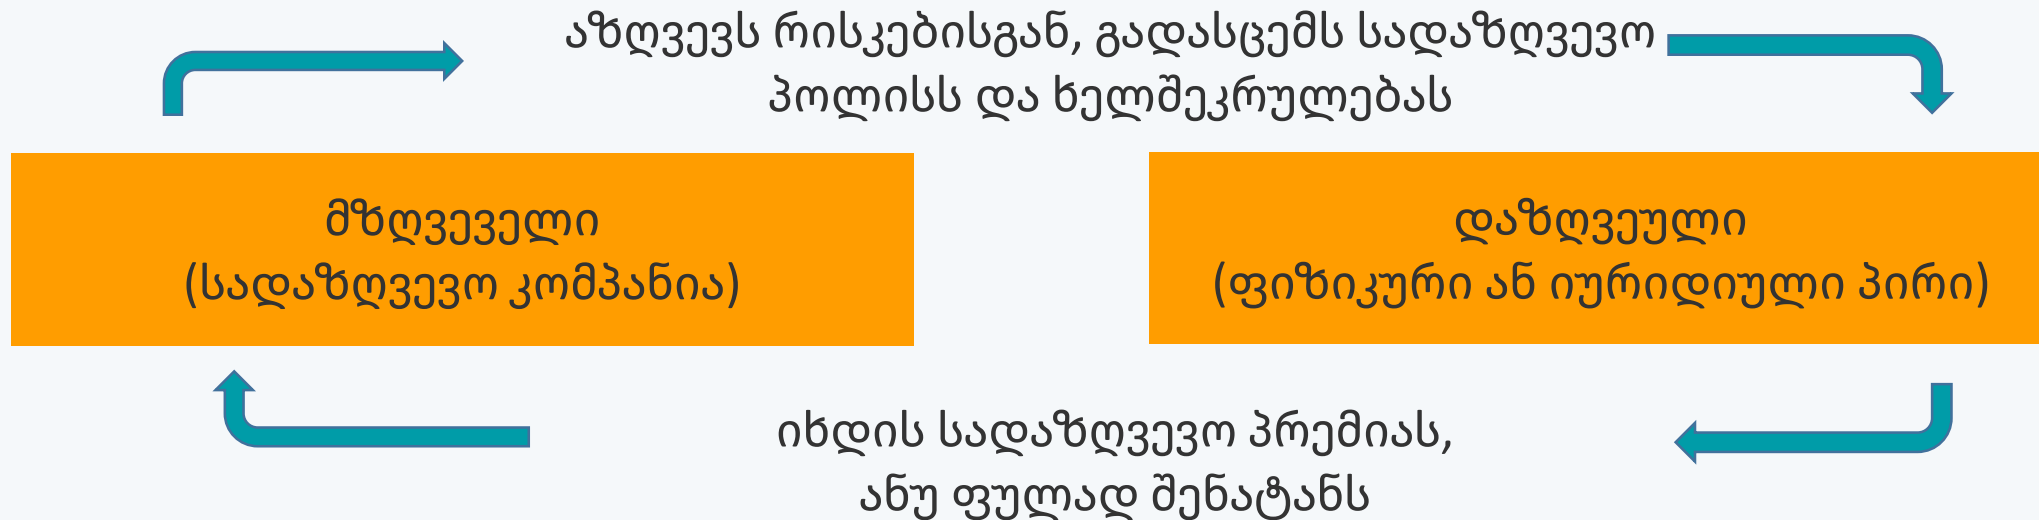 აზღვევს რისკებისგან, გადასცემს სადაზღვევო
პოლისს და ხელშეკრულებას
მზღვეველი
(სადაზღვევო კომპანია)
დაზღვეული
(ფიზიკური ან იურიდიული პირი)
იხდის სადაზღვევო პრემიას,
ანუ ფულად შენატანს